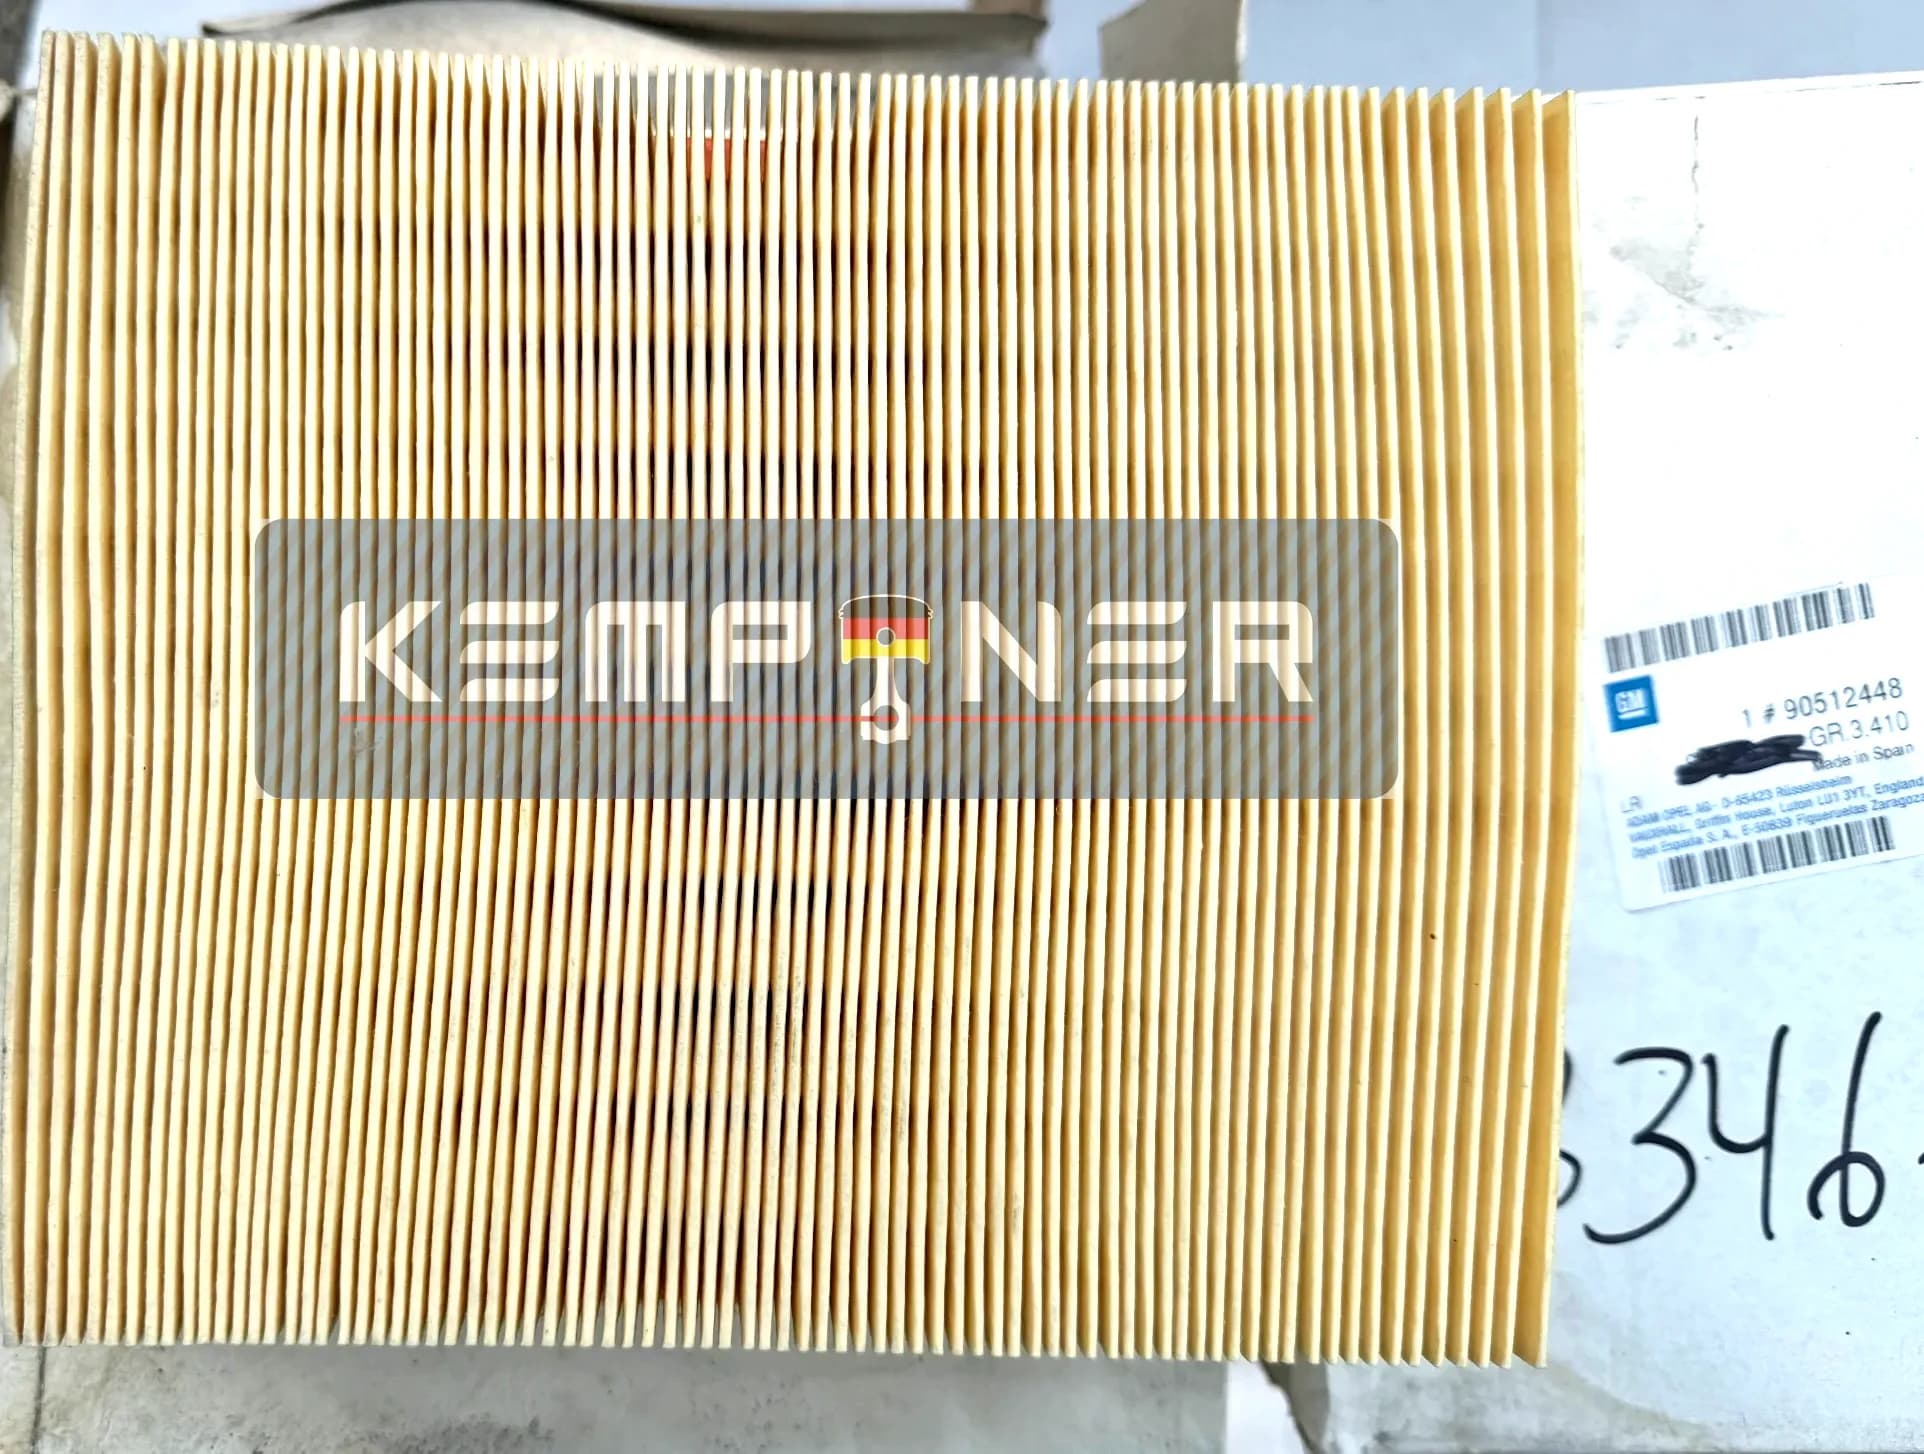 KEMPTNER
GM
1 # 90512448
GR.3.410
Made in Spain
LRI
ADAM OPEL AG - D-65423 Rüsselsheim
VAUXHALL, Griffin House, Luton LU1 3YT, England
Opel España S. A., E-50639 Figueruelas Zaragoza
346